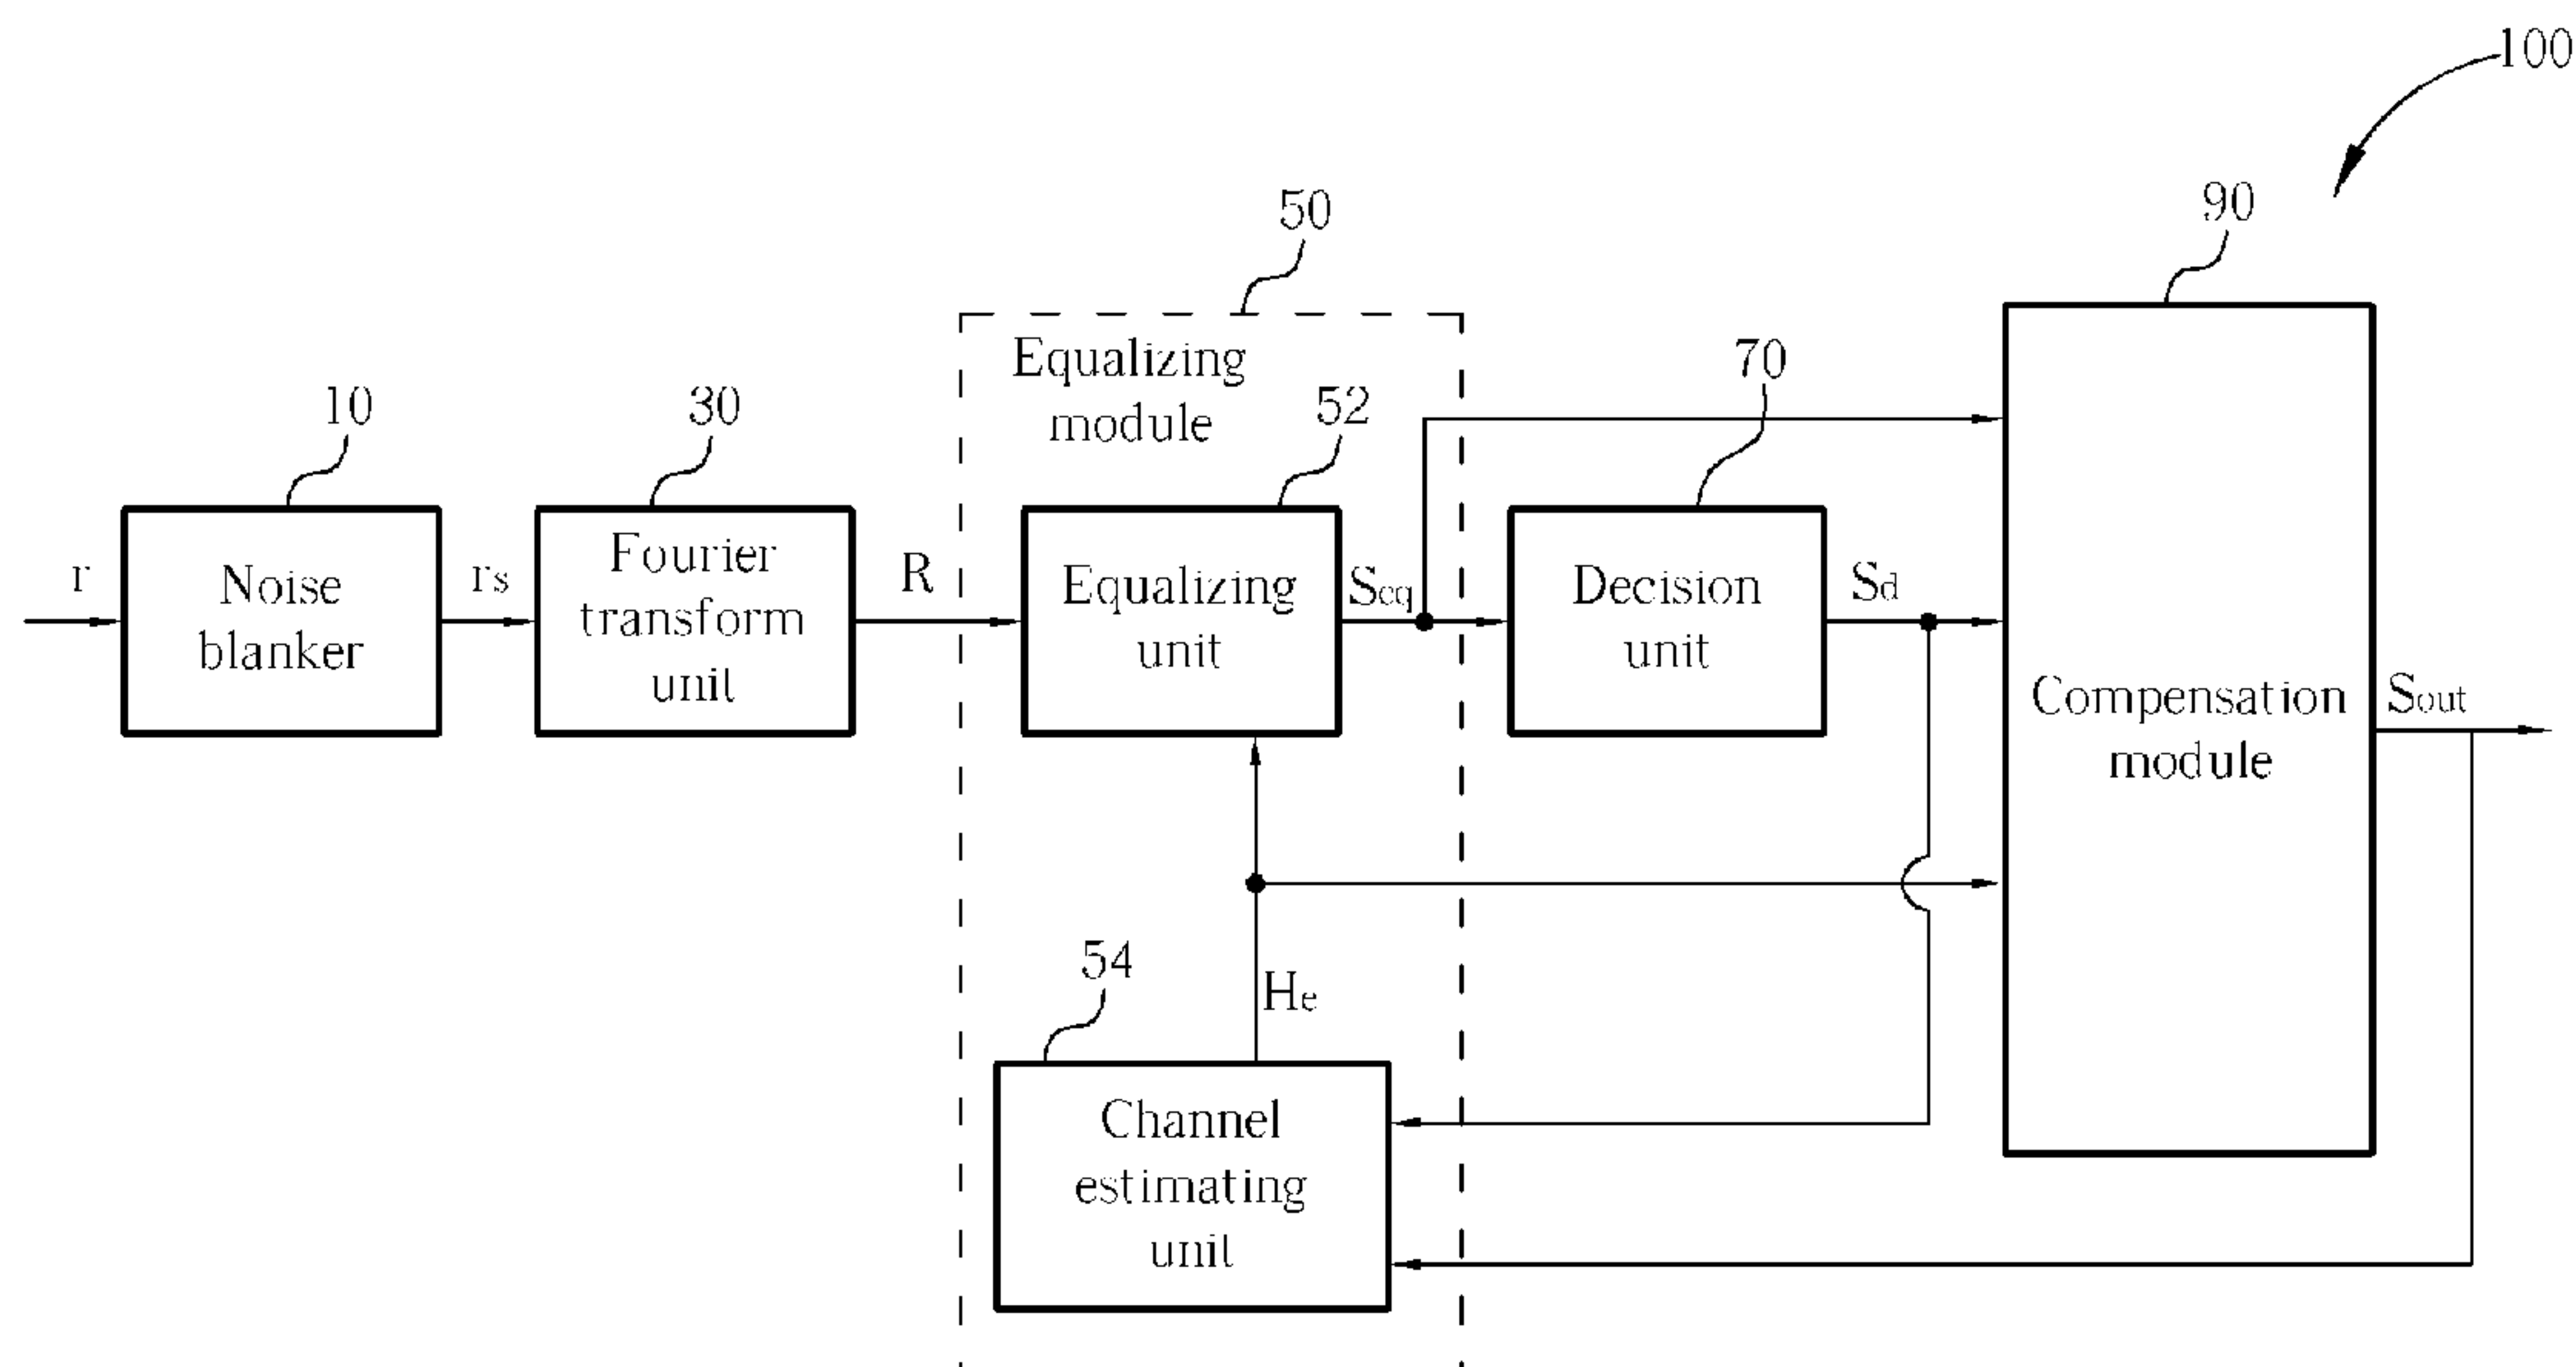 100
90
50
Equalizing
module
70
10
30
52
r
Noise
blanker
rs
Fourier
transform
unit
R
Equalizing
unit
Seq
Decision
unit
Sd
Compensation
module
Sout
54
He
Channel
estimating
unit